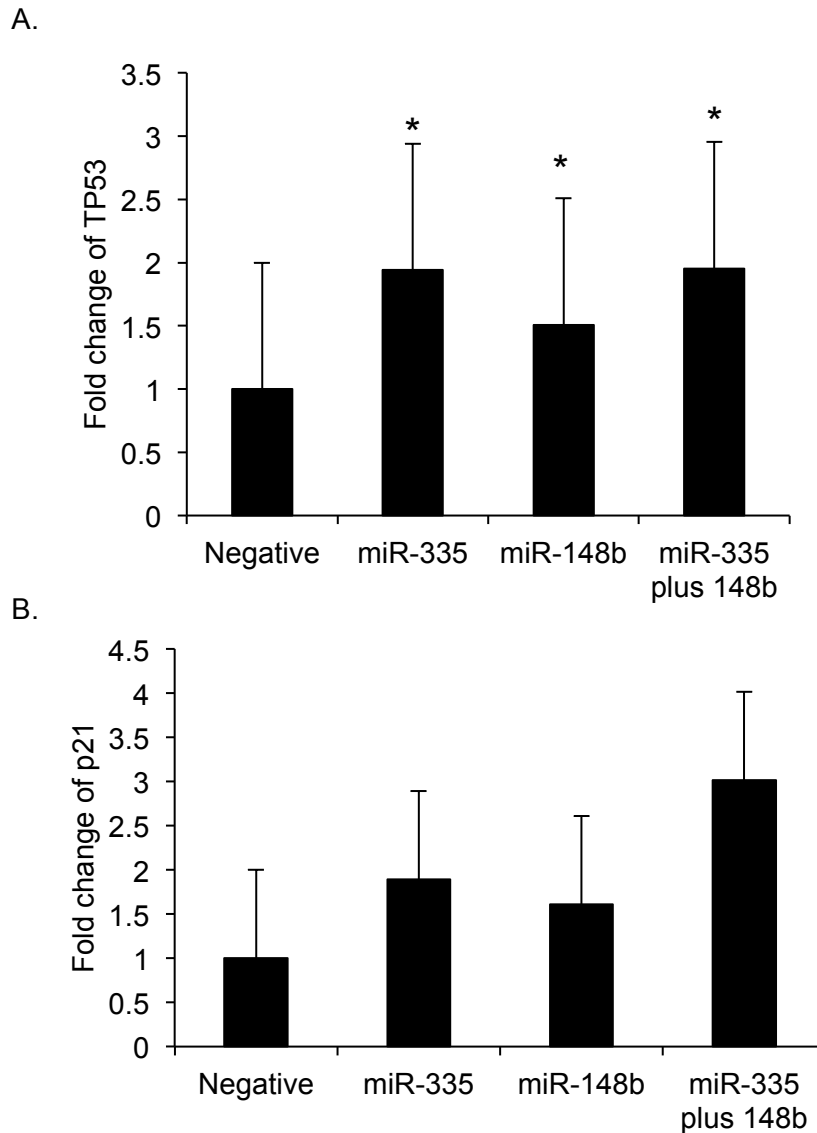 A.
Fold change of TP53
3.5
3
2.5
2
1.5
1
0.5
0
*
*
*
Negative
miR-335
miR-148b
miR-335
plus 148b
B.
Fold change of p21
4.5
4
3.5
3
2.5
2
1.5
1
0.5
0
Negative
miR-335
miR-148b
miR-335
plus 148b